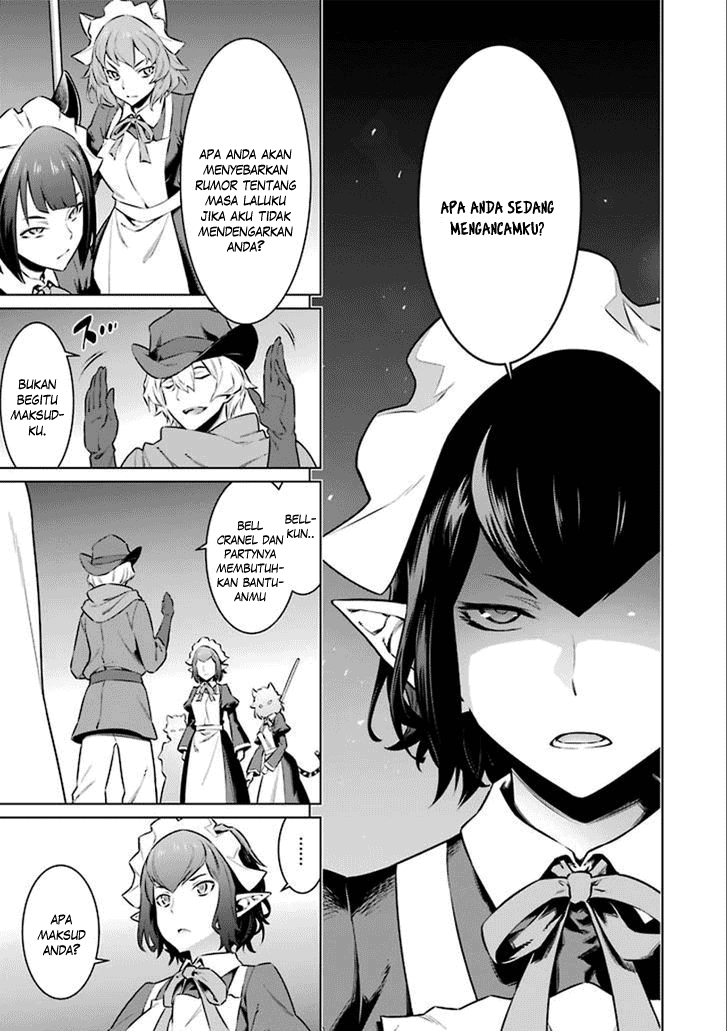 APA ANDA SEDANG
MENGANCAMKU?
APA ANDA AKAN
MENYEBARKAN
RUMOR TENTANG
MASA LALUKU
JIKA AKU TIDAK
MENDENGARKAN
ANDA?
ス…
BUKAN
BEGITU
MAKSUD-
KU.
BELL-
KUN..
BELL
CRANEL DAN
PARTYNYA
MEMBUTUH-
KAN BANTU-
ANMU
......
APA
MAKSUD
ANDA?